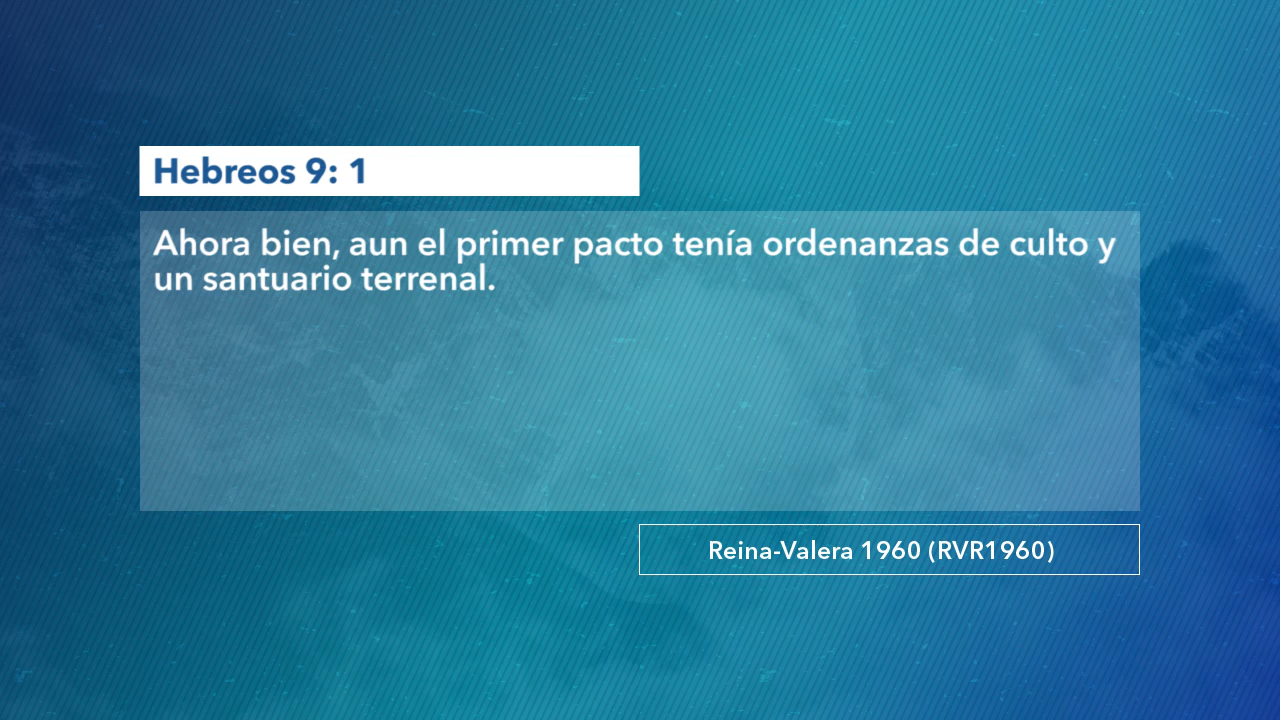 Hebreos 9: 1
Ahora bien, aun el primer pacto tenía ordenanzas de culto y
un santuario terrenal.
Reina-Valera 1960 (RVR1960)